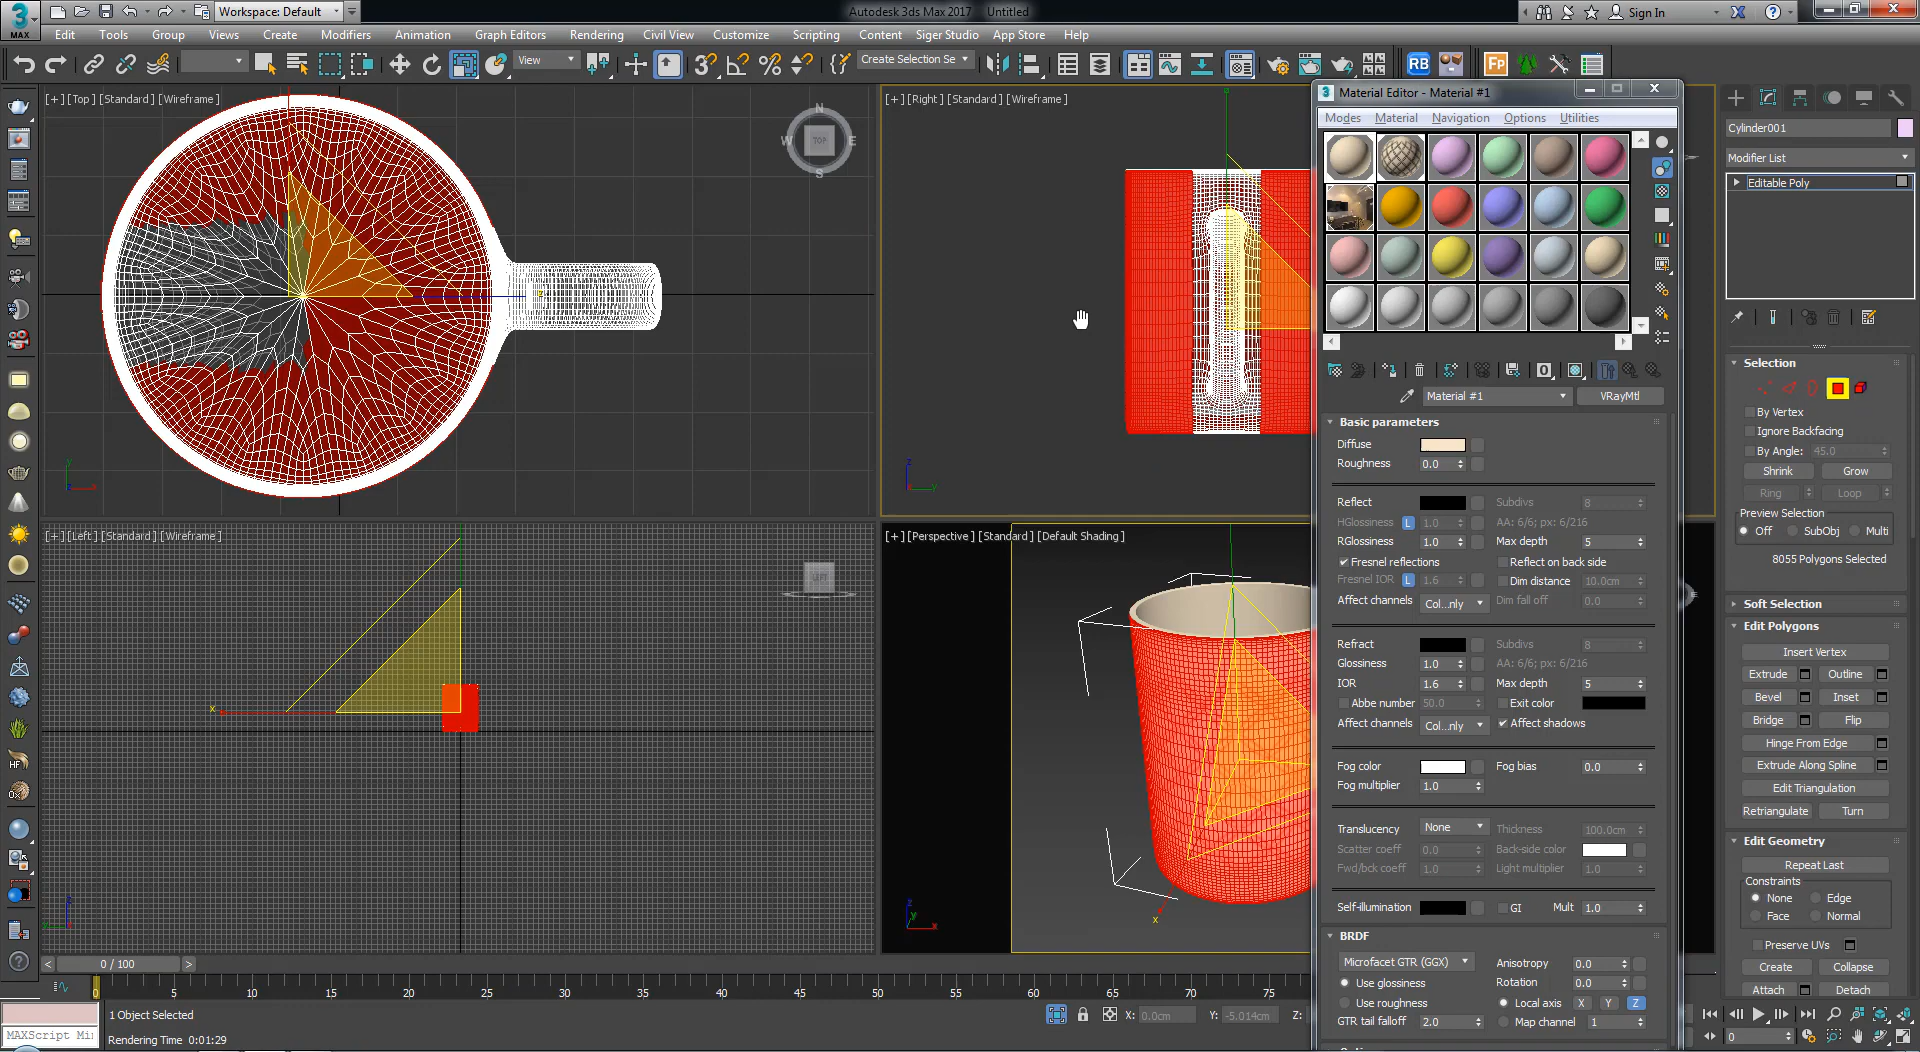 3
MAX
Workspace: Default
Autodesk 3ds Max 2017 Untitled
Sign In
Edit Tools Group Views Create Modifiers Animation Graph Editors Rendering Civil View Customize Scripting Content Siger Studio App Store Help
View
3
Create Selection Se
RB
Fp
[+] [Top] [Standard] [Wireframe]
[+] [Right] [Standard] [Wireframe]
N
W TOP E
S
[+] [Left] [Standard] [Wireframe]
LEFT
[+] [Perspective] [Standard] [Default Shading]
HF
3 Material Editor - Material #1
Modes Material Navigation Options Utilities
Material #1 VRayMtl
Basic parameters
Diffuse
Roughness 0.0
Reflect Subdivs 8
HGlossiness L 1.0 AA: 6/6; px: 6/216
RGlossiness 1.0 Max depth 5
Fresnel reflections Reflect on back side
Fresnel IOR L 1.6 Dim distance 10.0cm
Affect channels Col...nly Dim fall off 0.0
Refract Subdivs 8
Glossiness 1.0 AA: 6/6; px: 6/216
IOR 1.6 Max depth 5
Abbe number 50.0 Exit color
Affect channels Col...nly Affect shadows
Fog color Fog bias 0.0
Fog multiplier 1.0
Translucency None Thickness 100.0cm
Scatter coeff 0.0 Back-side color
Fwd/bck coeff 1.0 Light multiplier 1.0
Self-illumination GI Mult 1.0
BRDF
Microfacet GTR (GGX) Anisotropy 0.0
Use glossiness Rotation 0.0
Use roughness Local axis X Y Z
GTR tail falloff 2.0 Map channel 1
Cylinder001
Modifier List
Editable Poly
Selection
By Vertex
Ignore Backfacing
By Angle: 45.0
Shrink Grow
Ring Loop
Preview Selection
Off SubObj Multi
8055 Polygons Selected
Soft Selection
Edit Polygons
Insert Vertex
Extrude Outline
Bevel Inset
Bridge Flip
Hinge From Edge
Extrude Along Spline
Edit Triangulation
Retriangulate Turn
Edit Geometry
Repeat Last
Constraints
None Edge
Face Normal
Preserve UVs
Create Collapse
Attach Detach
< 0 / 100 >
0 5 10 15 20 25 30 35 40 45 50 55 60 65 70 75
1 Object Selected
X: 0.0cm Y: -5.014cm Z:
MAXScript Mi
Rendering Time 0:01:29
0